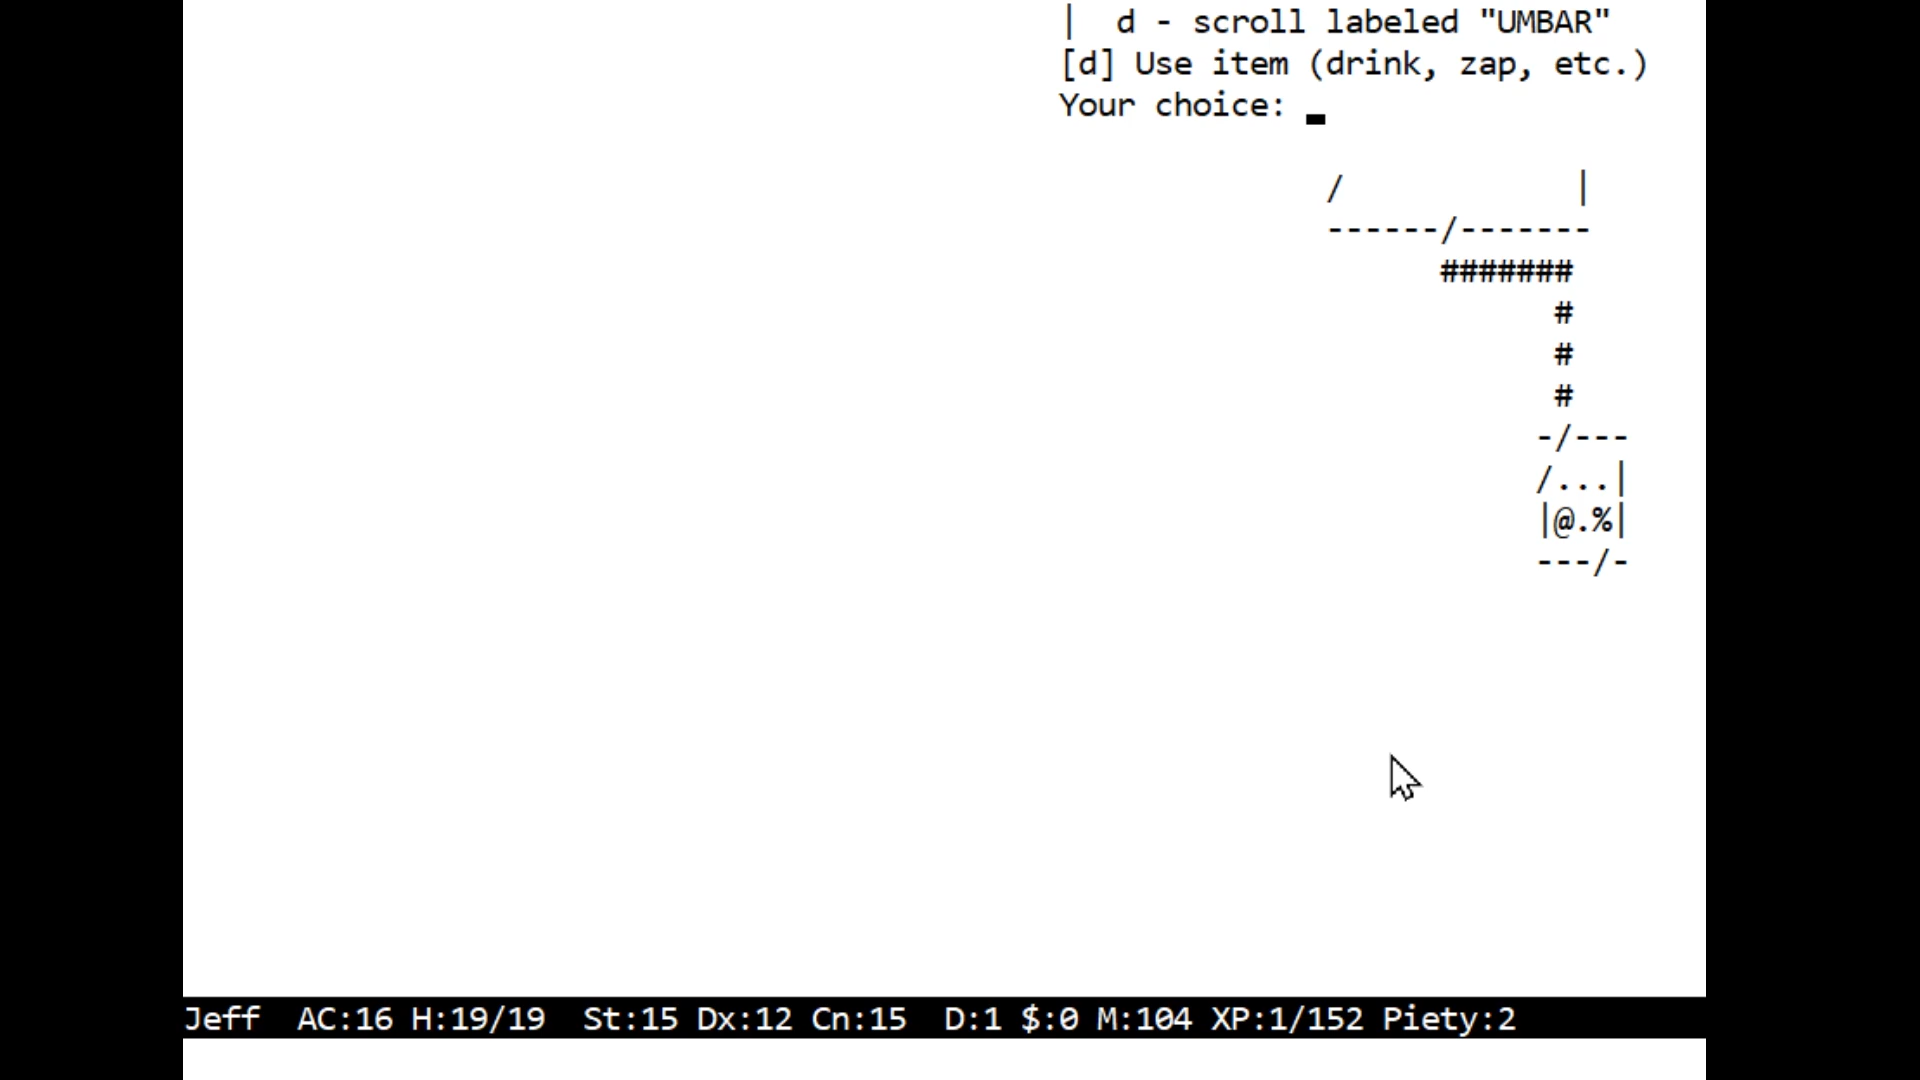 |  d - scroll labeled "UMBAR"
[d] Use item (drink, zap, etc.)
Your choice:
/            |
------/-------
#######
#
#
#
-/---
/...|
|@.%|
---/-
Jeff  AC:16 H:19/19  St:15 Dx:12 Cn:15  D:1 $:0 M:104 XP:1/152 Piety:2